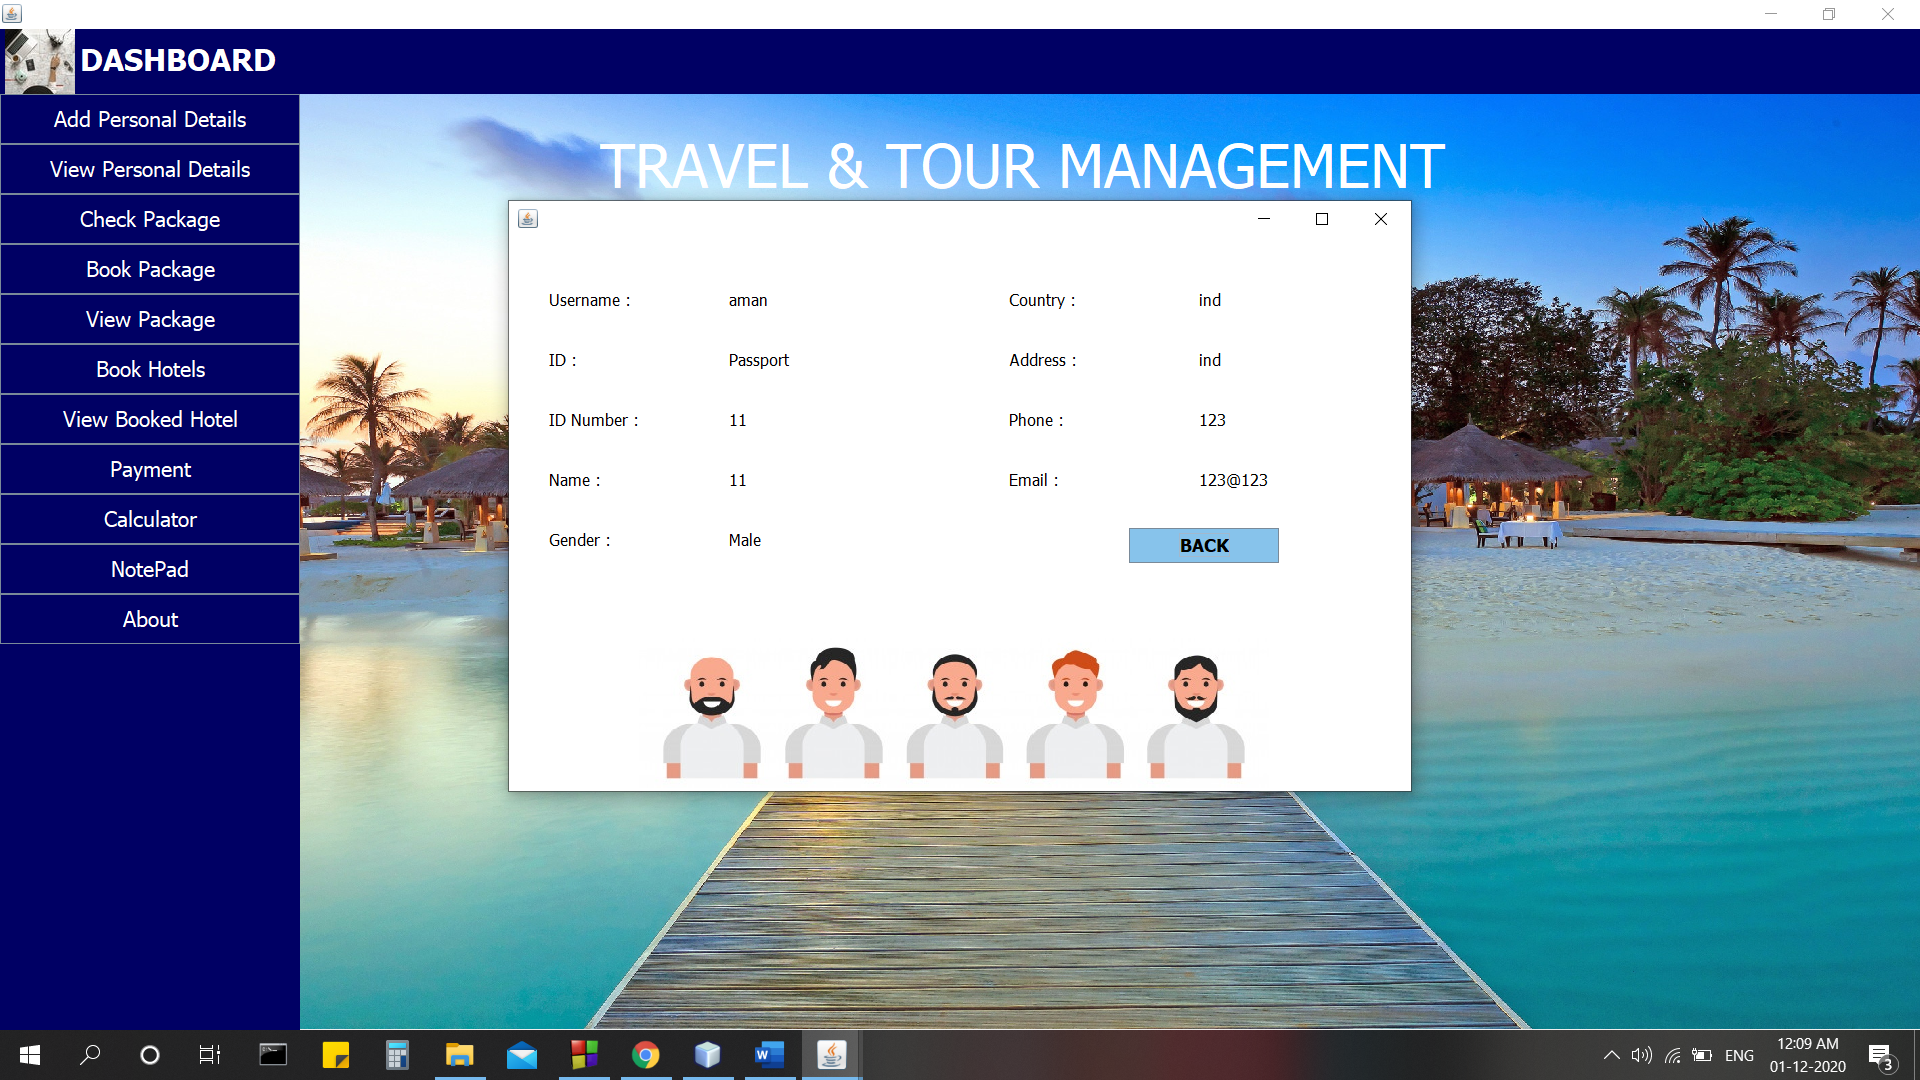 DASHBOARD
Add Personal Details
View Personal Details
Check Package
Book Package
View Package
Book Hotels
View Booked Hotel
Payment
Calculator
NotePad
About
TRAVEL & TOUR MANAGEMENT
Username : aman Country : ind
ID : Passport Address : ind
ID Number : 11 Phone : 123
Name : 11 Email : 123@123
Gender : Male
BACK
ENG
12:09 AM
01-12-2020
3